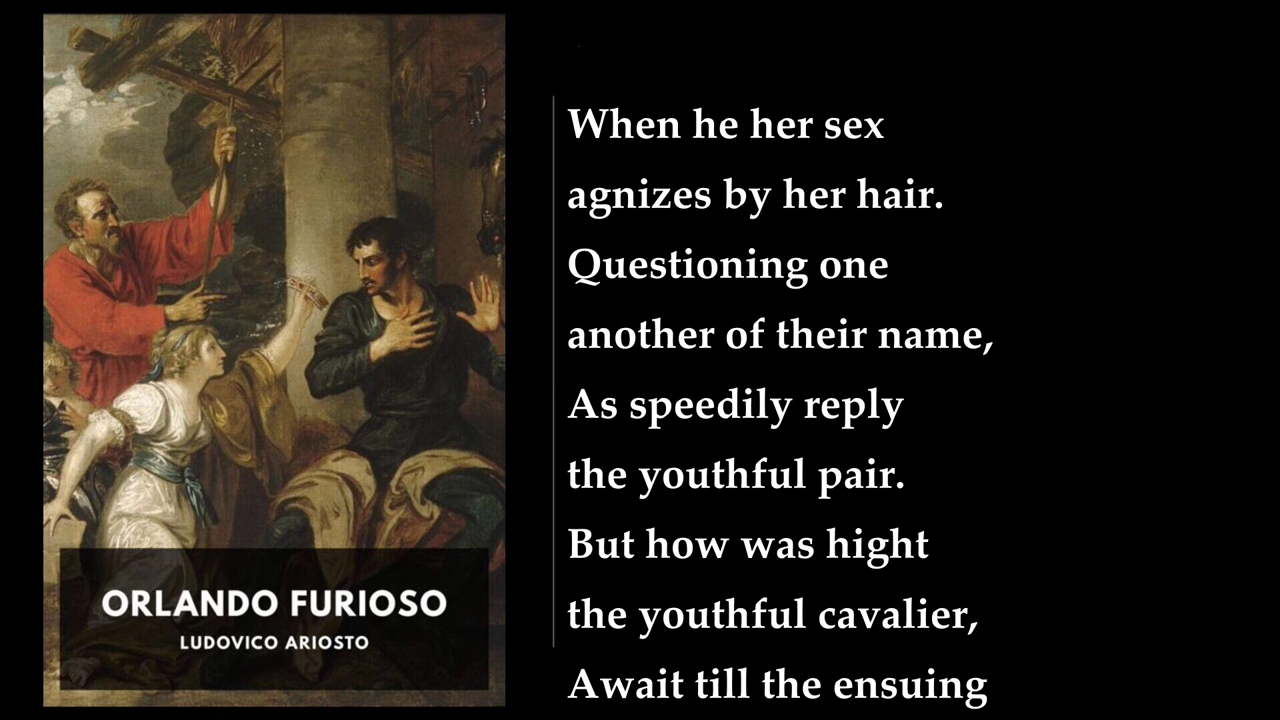 ORLANDO FURIOSO
LUDOVICO ARIOSTO
When he her sex
agnizes by her hair.
Questioning one
another of their name,
As speedily reply
the youthful pair.
But how was hight
the youthful cavalier,
Await till the ensuing